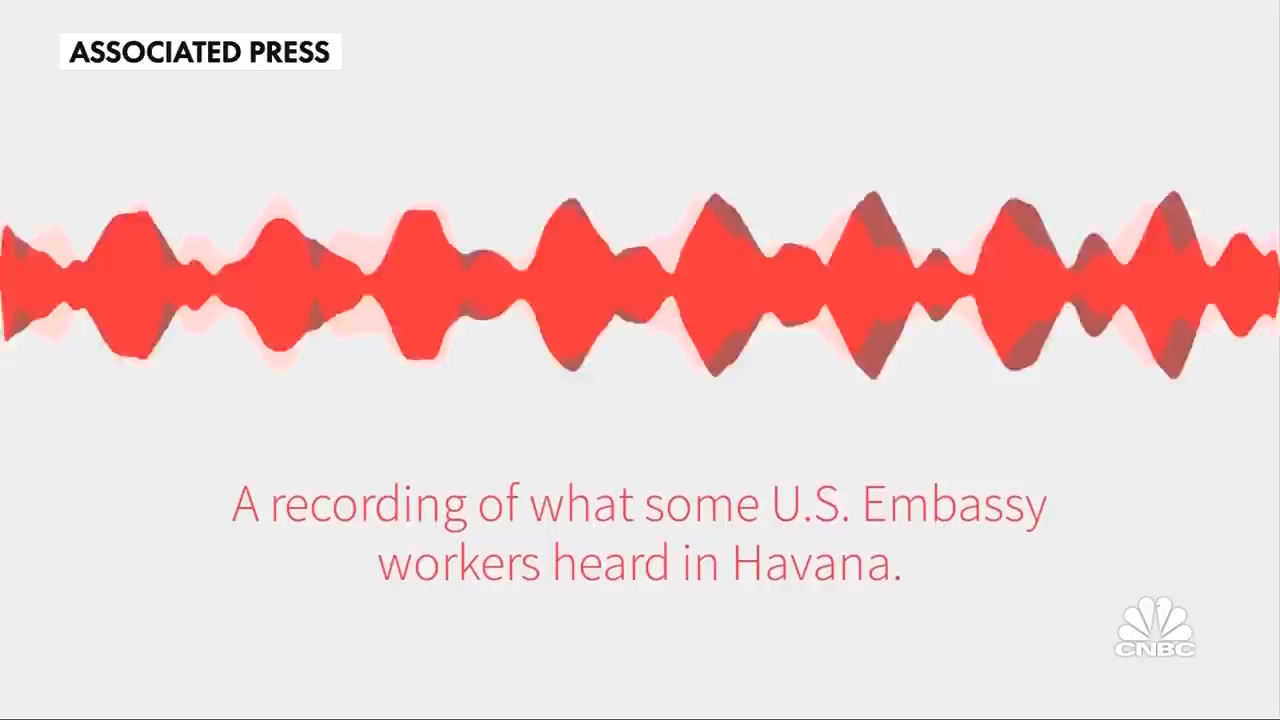 ASSOCIATED PRESS
A recording of what some U.S. Embassy
workers heard in Havana.
CNBC